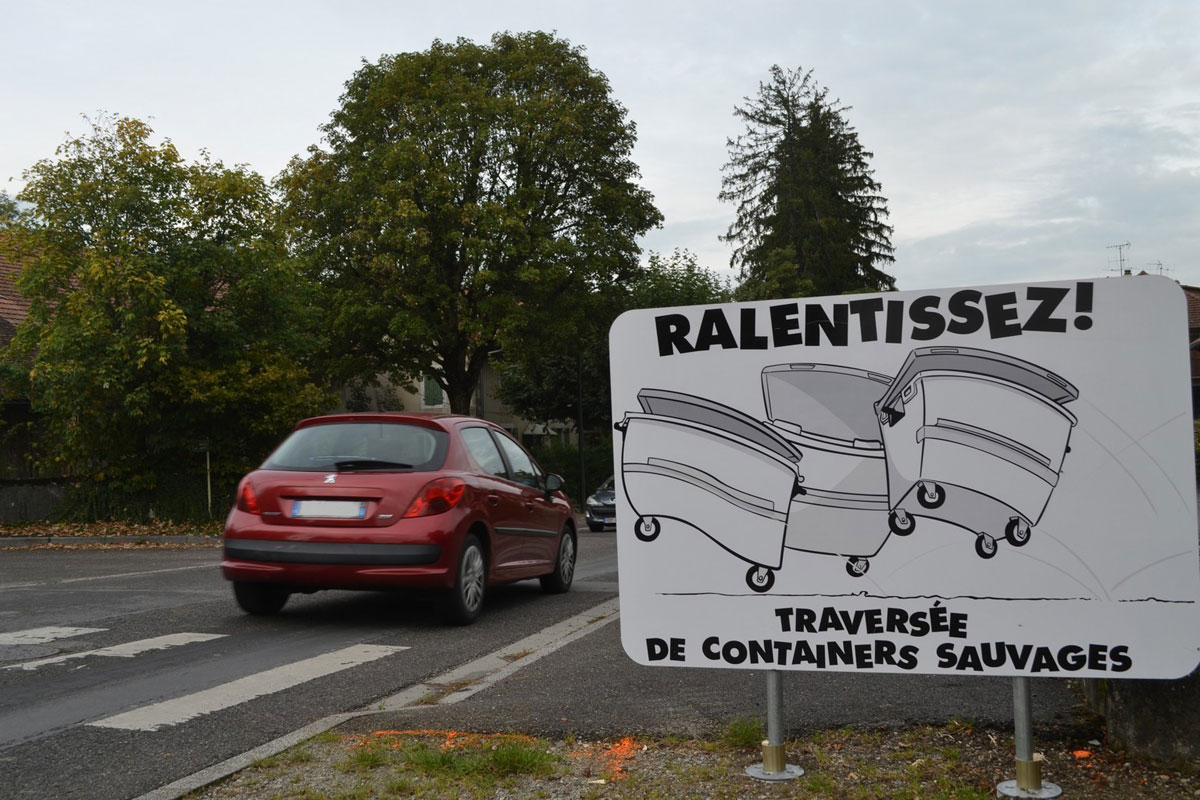 RALENTISSEZ!
TRAVERSÉE
DE CONTAINERS SAUVAGES